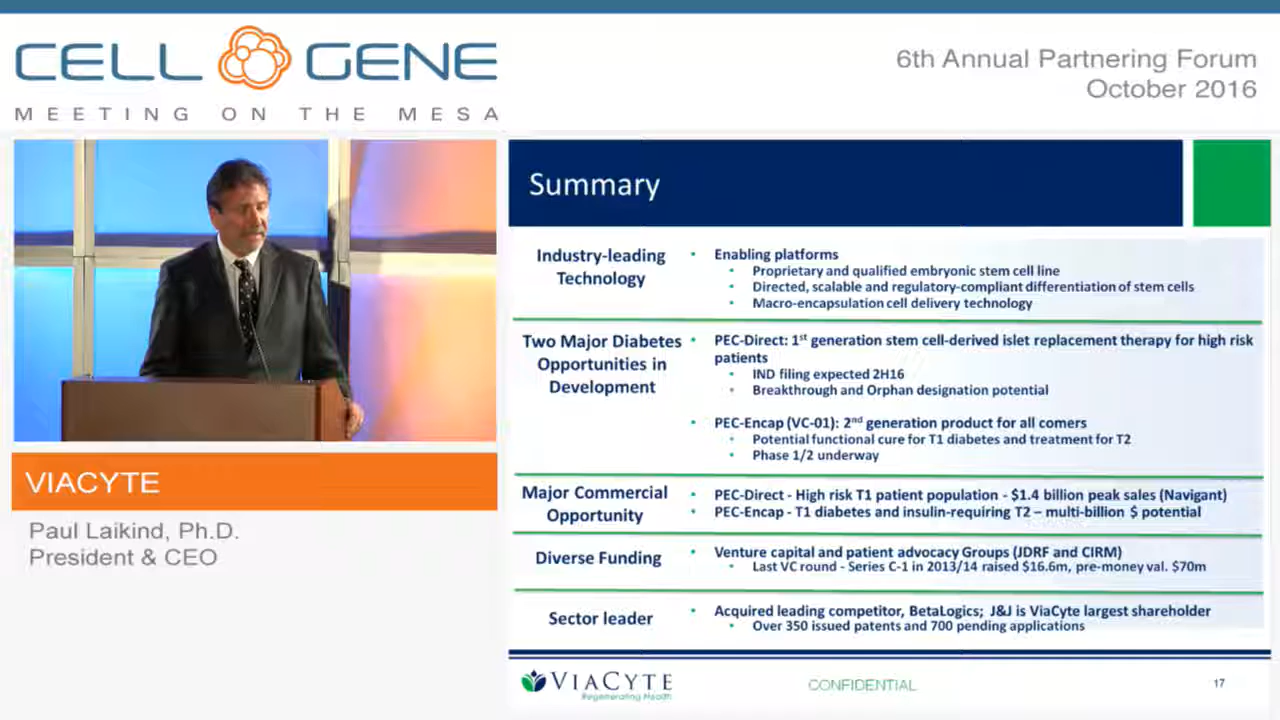 CELL GENE
MEETING ON THE MESA
6th Annual Partnering Forum
October 2016
VIACYTE
Paul Laikind, Ph.D.
President & CEO
Summary
Industry-leading
Technology
• Enabling platforms
• Proprietary and qualified embryonic stem cell line
• Directed, scalable and regulatory-compliant differentiation of stem cells
• Macro-encapsulation cell delivery technology
Two Major Diabetes
Opportunities in
Development
• PEC-Direct: 1st generation stem cell-derived islet replacement therapy for high risk
patients
• IND filing expected 2H16
• Breakthrough and Orphan designation potential
• PEC-Encap (VC-01): 2nd generation product for all comers
• Potential functional cure for T1 diabetes and treatment for T2
• Phase 1/2 underway
Major Commercial
Opportunity
• PEC-Direct - High risk T1 patient population - $1.4 billion peak sales (Navigant)
• PEC-Encap - T1 diabetes and insulin-requiring T2 – multi-billion $ potential
Diverse Funding
• Venture capital and patient advocacy Groups (JDRF and CIRM)
• Last VC round - Series C-1 in 2013/14 raised $16.6m, pre-money val. $70m
Sector leader
• Acquired leading competitor, BetaLogics; J&J is ViaCyte largest shareholder
• Over 350 issued patents and 700 pending applications
VIACYTE
Regenerating Health
CONFIDENTIAL
17